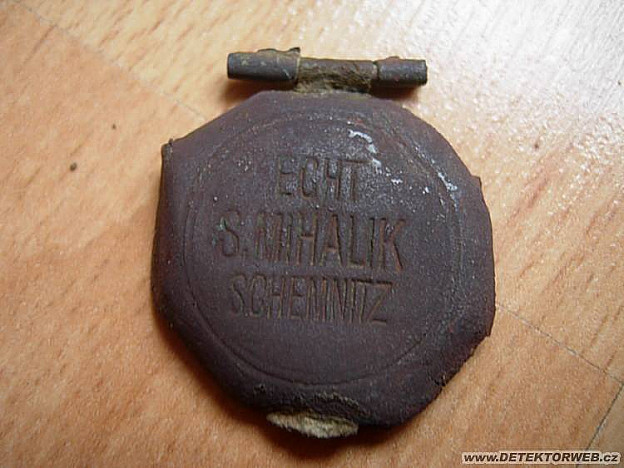 ECHT
S. MIHALIK
SCHEMNITZ
www.DETEKTORWEB.cz